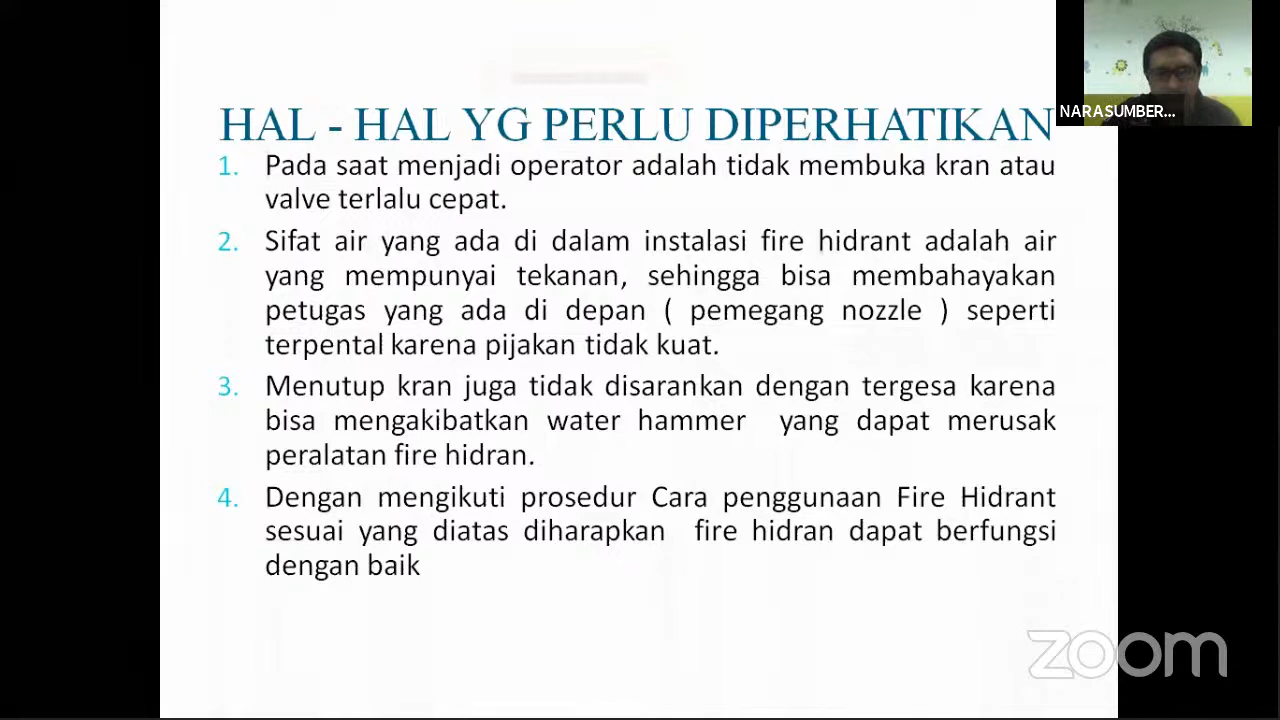 HAL - HAL YG PERLU DIPERHATIKAN
NARASUMBER...
1. Pada saat menjadi operator adalah tidak membuka kran atau
valve terlalu cepat.
2. Sifat air yang ada di dalam instalasi fire hidrant adalah air
yang mempunyai tekanan, sehingga bisa membahayakan
petugas yang ada di depan ( pemegang nozzle ) seperti
terpental karena pijakan tidak kuat.
3. Menutup kran juga tidak disarankan dengan tergesa karena
bisa mengakibatkan water hammer yang dapat merusak
peralatan fire hidran.
4. Dengan mengikuti prosedur Cara penggunaan Fire Hidrant
sesuai yang diatas diharapkan fire hidran dapat berfungsi
dengan baik
zoom